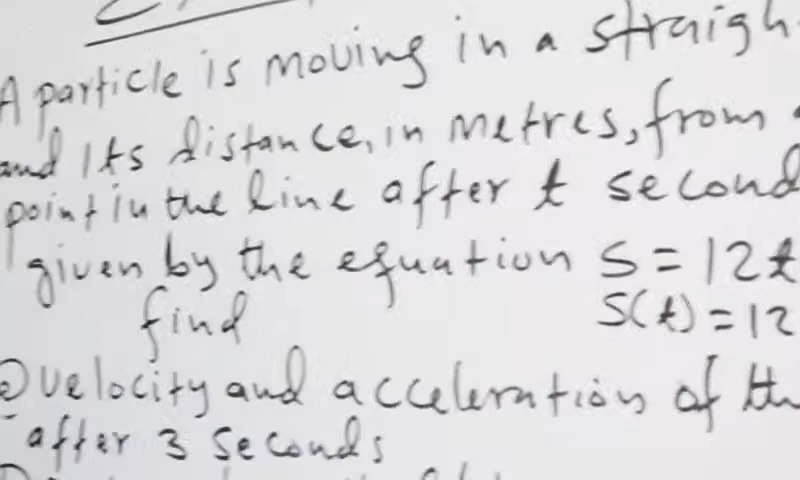 A particle is moving in a straigh
and its distance, in metres, from
point in the line after t second
given by the equation S = 12t
find S(t) = 12
velocity and acceleration of th
after 3 seconds